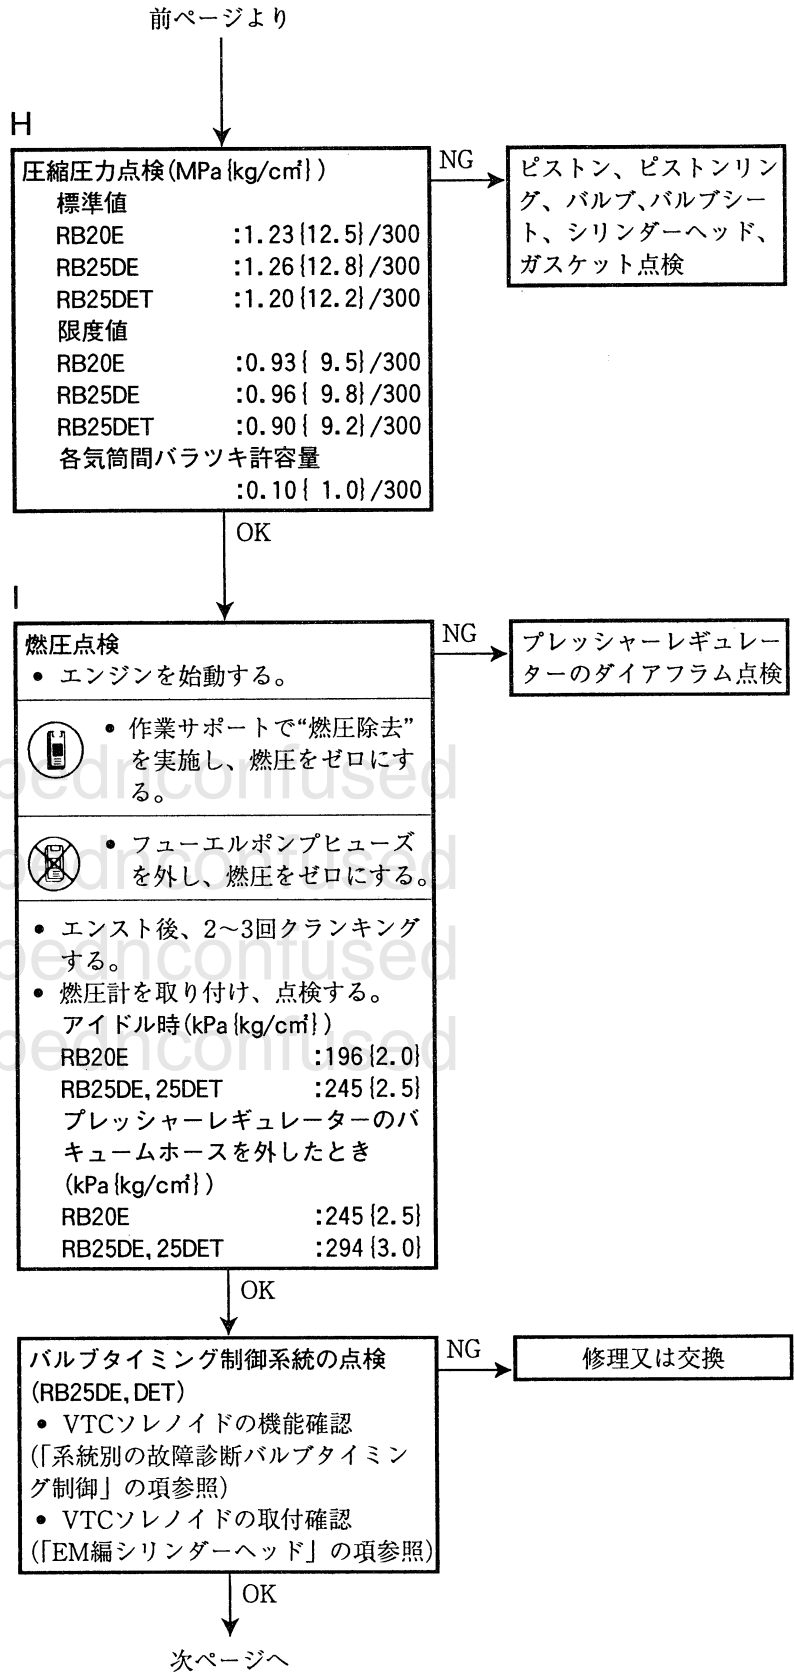 前ページより
H
圧縮圧力点検(MPa{kg/c㎡})
標準値
RB20E :1.23{12.5}/300
RB25DE :1.26{12.8}/300
RB25DET :1.20{12.2}/300
限度値
RB20E :0.93{ 9.5}/300
RB25DE :0.96{ 9.8}/300
RB25DET :0.90{ 9.2}/300
各気筒間バラツキ許容量
:0.10{ 1.0}/300
NG
ピストン、ピストンリン
グ、バルブ、バルブシー
ト、シリンダーヘッド、
ガスケット点検
OK
I
燃圧点検
• エンジンを始動する。
• 作業サポートで“燃圧除去”
を実施し、燃圧をゼロにす
る。
• フューエルポンプヒューズ
を外し、燃圧をゼロにする。
• エンスト後、2～3回クランキング
する。
• 燃圧計を取り付け、点検する。
アイドル時(kPa{kg/c㎡})
RB20E :196{2.0}
RB25DE,25DET :245{2.5}
プレッシャーレギュレーターのバ
キュームホースを外したとき
(kPa{kg/c㎡})
RB20E :245{2.5}
RB25DE,25DET :294{3.0}
NG
プレッシャーレギュレー
ターのダイアフラム点検
OK
バルブタイミング制御系統の点検
(RB25DE,DET)
• VTCソレノイドの機能確認
(「系統別の故障診断バルブタイミン
グ制御」の項参照)
• VTCソレノイドの取付確認
(「EM編シリンダーヘッド」の項参照)
NG
修理又は交換
OK
次ページへ
pednconfused
pednconfused
pednconfused
pednconfused